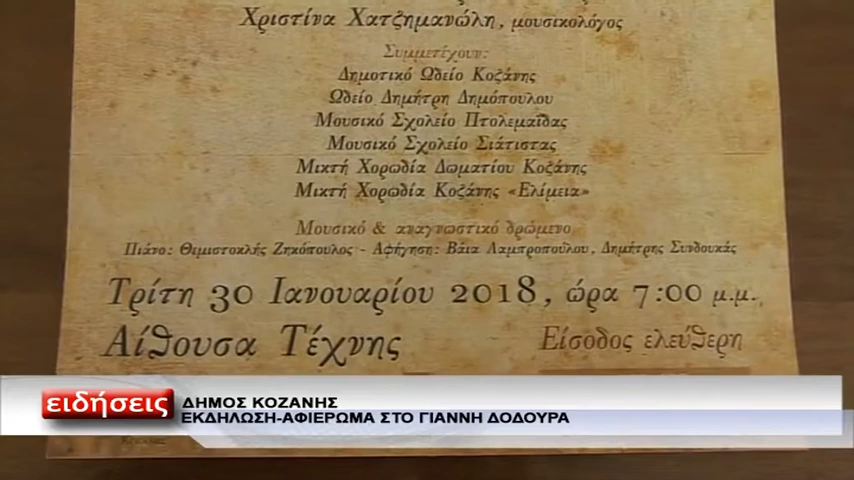 Χριστίνα Χατζημανώλη, μουσικολόγος
Συμμετέχουν:
Δημοτικό Ωδείο Κοζάνης
Ωδείο Δημήτρη Δημόπουλου
Μουσικό Σχολείο Πτολεμαΐδας
Μουσικό Σχολείο Σιάτιστας
Μικτή Χορωδία Δωματίου Κοζάνης
Μικτή Χορωδία Κοζάνης «Ελίμεια»
Μουσικό & αναγνωστικό δρώμενο
Πιάνο: Θιμιστοκλής Ζηκόπουλος - Αφήγηση: Βάια Λαμπροπούλου, Δημήτρης Συνδουκάς
Τρίτη 30 Ιανουαρίου 2018, ώρα 7:00 μ.μ.
Αίθουσα Τέχνης Είσοδος ελεύθερη
ειδήσεις
ΔΗΜΟΣ ΚΟΖΑΝΗΣ
ΕΚΔΗΛΩΣΗ-ΑΦΙΕΡΩΜΑ ΣΤΟ ΓΙΑΝΝΗ ΔΟΔΟΥΡΑ